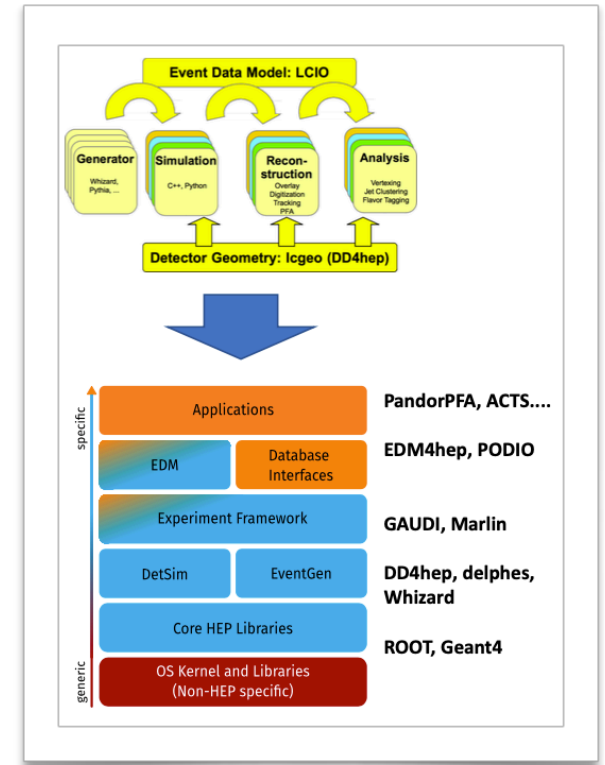 Event Data Model: LCIO
Generator
Whizard,
Pythia, ...
Simulation
C++, Python
Recon-
struction
Overlay
Digitization
Tracking
PFA
Analysis
Vertexing
Jet Clustering
Flavor Tagging
Detector Geometry: lcgeo (DD4hep)
specific
generic
Applications
PandorPFA, ACTS....
EDM
Database
Interfaces
EDM4hep, PODIO
Experiment Framework
GAUDI, Marlin
DetSim
EventGen
DD4hep, delphes,
Whizard
Core HEP Libraries
ROOT, Geant4
OS Kernel and Libraries
(Non-HEP specific)